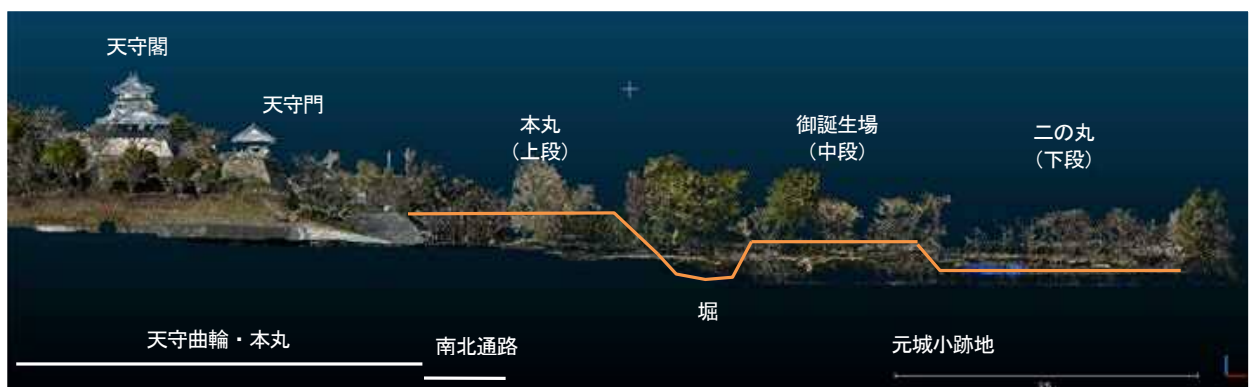 天守閣
天守門
本丸
（上段）
御誕生場
（中段）
二の丸
（下段）
堀
天守曲輪・本丸
南北通路
元城小跡地